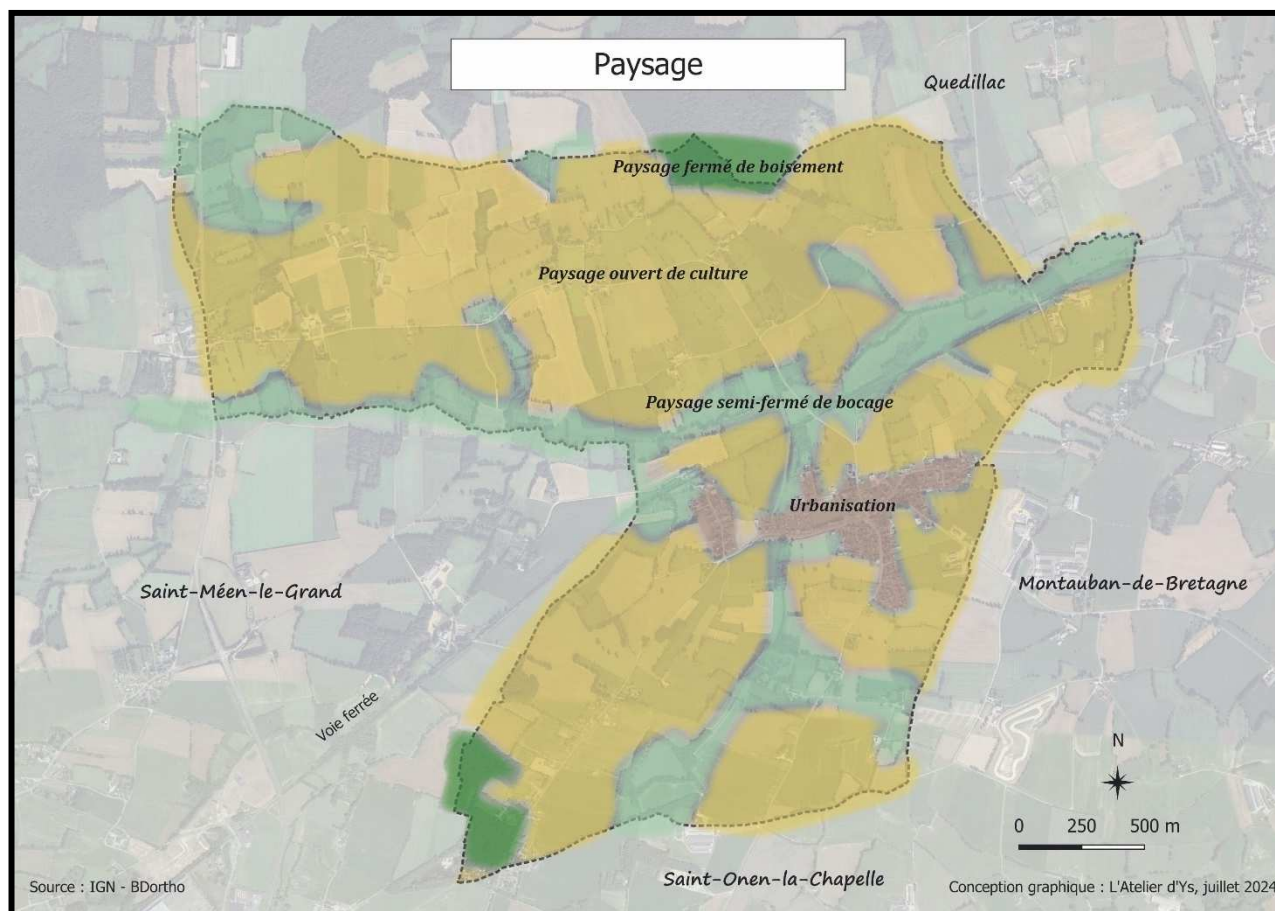 Paysage
Quedillac
Paysage fermé de boisement
Paysage ouvert de culture
Paysage semi-fermé de bocage
Urbanisation
Saint-Méen-le-Grand
Montauban-de-Bretagne
Voie ferrée
N
0 250 500 m
Saint-Onen-la-Chapelle
Source : IGN - BDortho
Conception graphique : L'Atelier d'Ys, juillet 2024